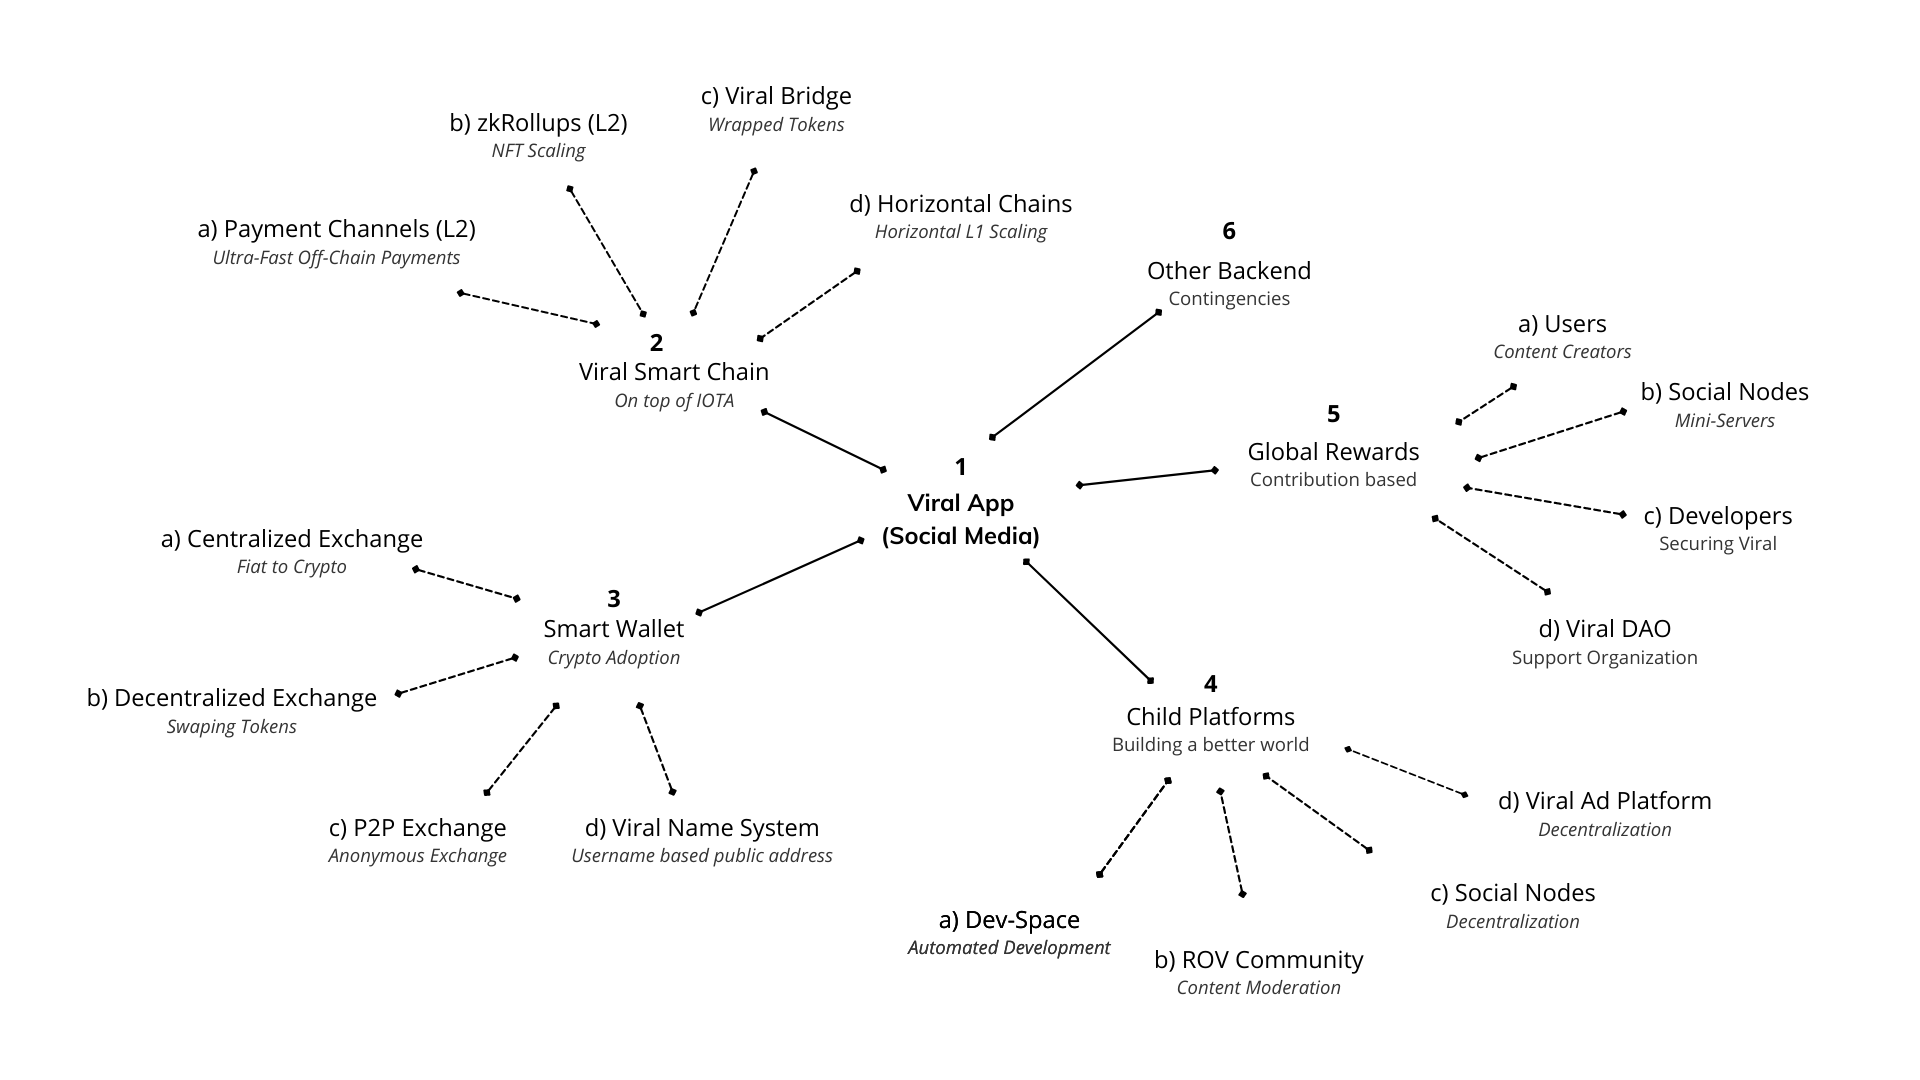 c) Viral Bridge
Wrapped Tokens
b) zkRollups (L2)
NFT Scaling
d) Horizontal Chains
Horizontal L1 Scaling
a) Payment Channels (L2)
Ultra-Fast Off-Chain Payments
2
Viral Smart Chain
On top of IOTA
6
Other Backend
Contingencies
a) Users
Content Creators
b) Social Nodes
Mini-Servers
5
Global Rewards
Contribution based
c) Developers
Securing Viral
d) Viral DAO
Support Organization
1
Viral App
(Social Media)
a) Centralized Exchange
Fiat to Crypto
3
Smart Wallet
Crypto Adoption
b) Decentralized Exchange
Swaping Tokens
c) P2P Exchange
Anonymous Exchange
d) Viral Name System
Username based public address
4
Child Platforms
Building a better world
d) Viral Ad Platform
Decentralization
c) Social Nodes
Decentralization
a) Dev-Space
Automated Development
b) ROV Community
Content Moderation